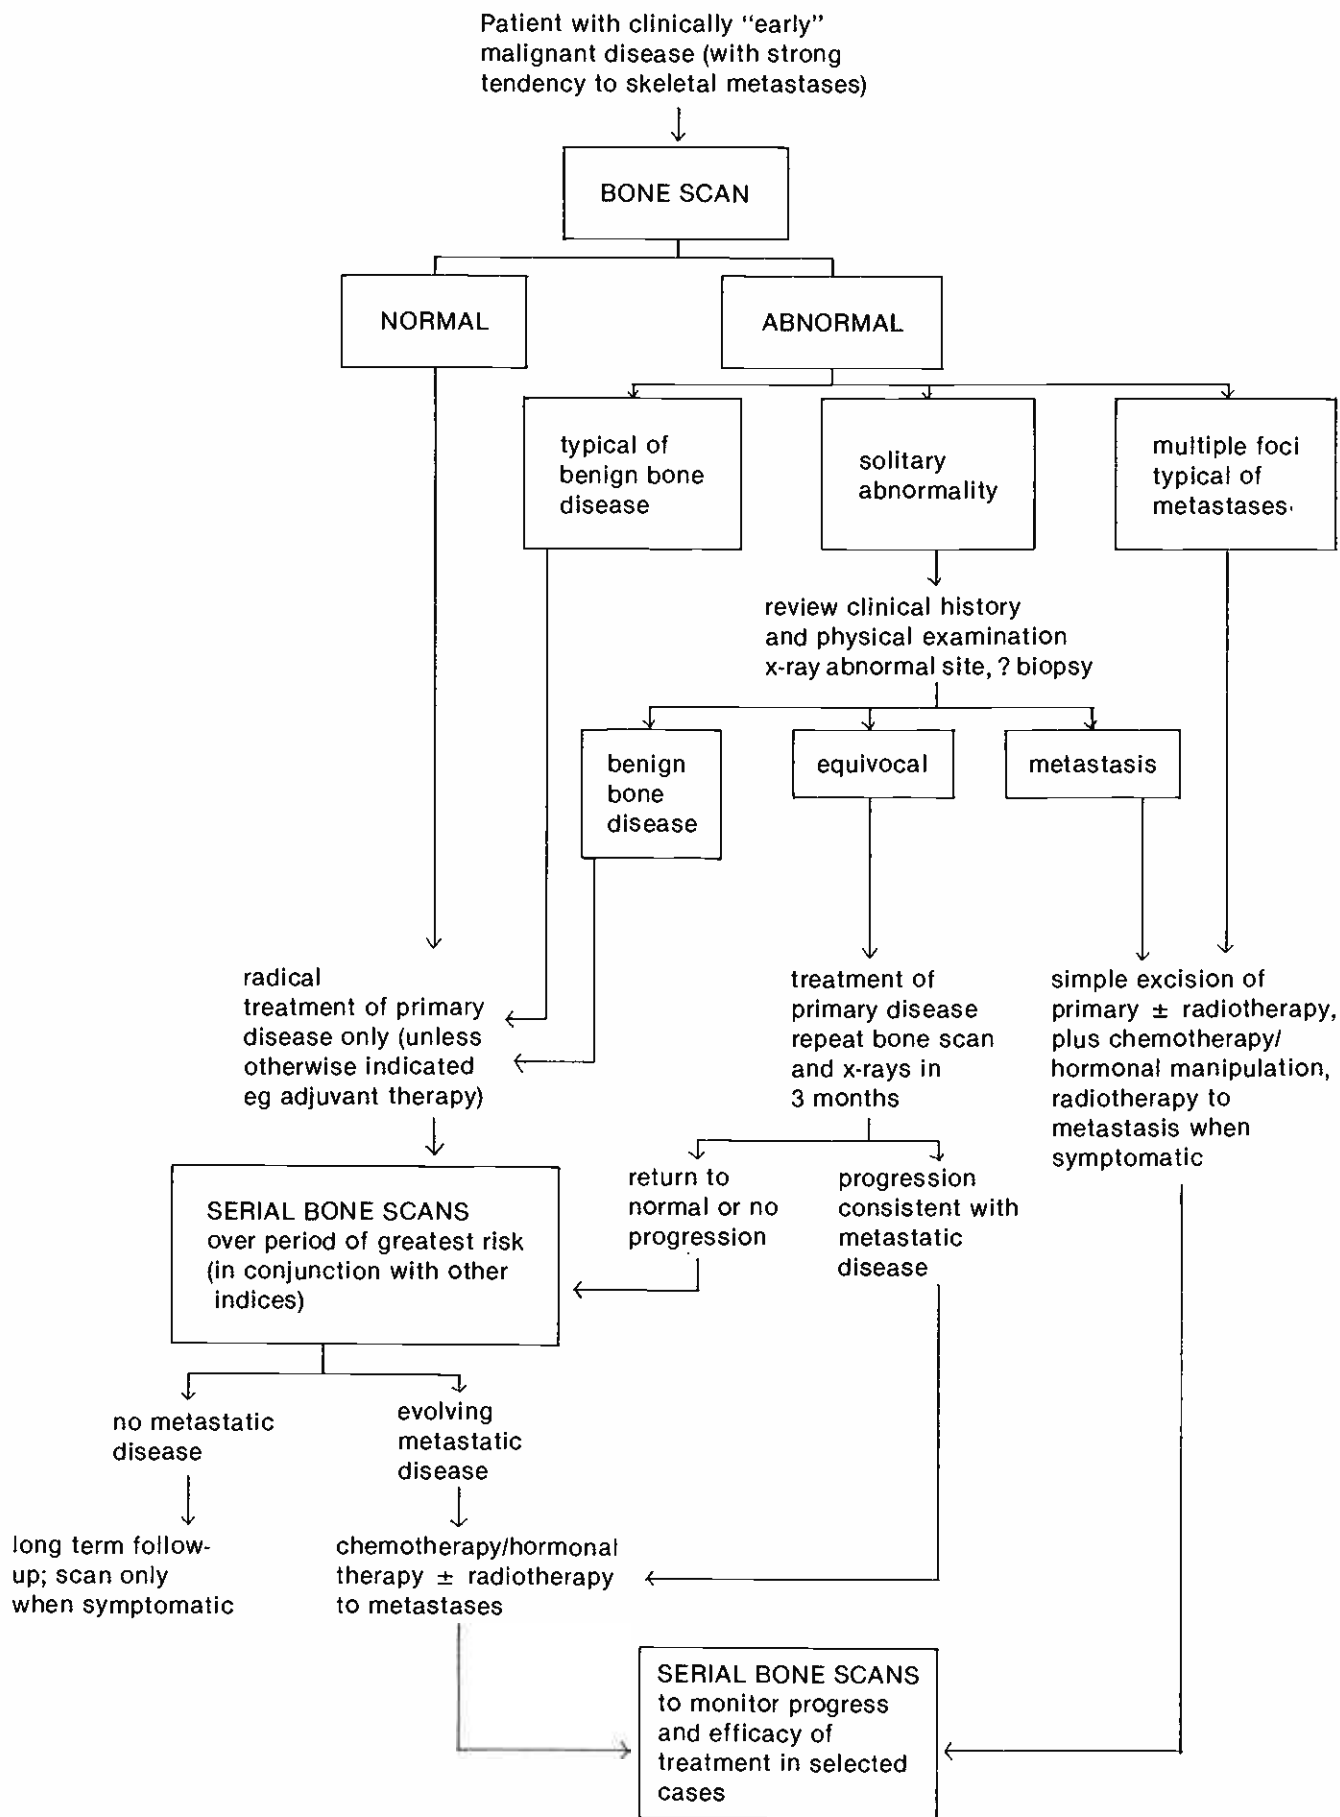 Patient with clinically “early”
malignant disease (with strong
tendency to skeletal metastases)
BONE SCAN
NORMAL
ABNORMAL
typical of
benign bone
disease
solitary
abnormality
multiple foci
typical of
metastases
review clinical history
and physical examination
x-ray abnormal site, ? biopsy
benign
bone
disease
equivocal
metastasis
radical
treatment of primary
disease only (unless
otherwise indicated
eg adjuvant therapy)
treatment of
primary disease
repeat bone scan
and x-rays in
3 months
simple excision of
primary ± radiotherapy,
plus chemotherapy/
hormonal manipulation,
radiotherapy to
metastasis when
symptomatic
SERIAL BONE SCANS
over period of greatest risk
(in conjunction with other
indices)
return to
normal or no
progression
progression
consistent with
metastatic
disease
no metastatic
disease
evolving
metastatic
disease
long term follow-
up; scan only
when symptomatic
chemotherapy/hormonal
therapy ± radiotherapy
to metastases
SERIAL BONE SCANS
to monitor progress
and efficacy of
treatment in selected
cases